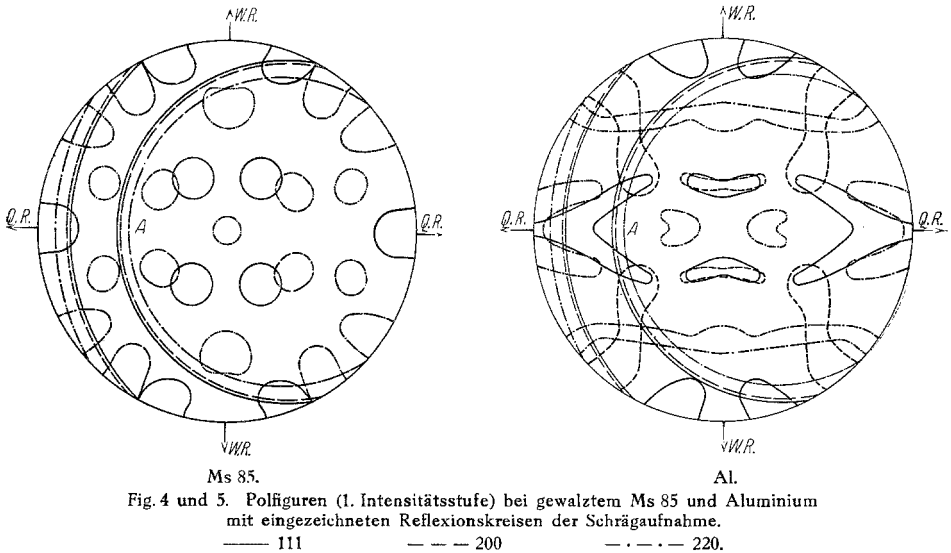 W.R. W.R.
Q.R. A Q.R. Q.R. A Q.R.
W.R. W.R.
Ms 85. Al.
Fig. 4 und 5. Polfiguren (1. Intensitätsstufe) bei gewalztem Ms 85 und Aluminium
mit eingezeichneten Reflexionskreisen der Schrägaufnahme.
——— 111 — — — 200 —·—·— 220.